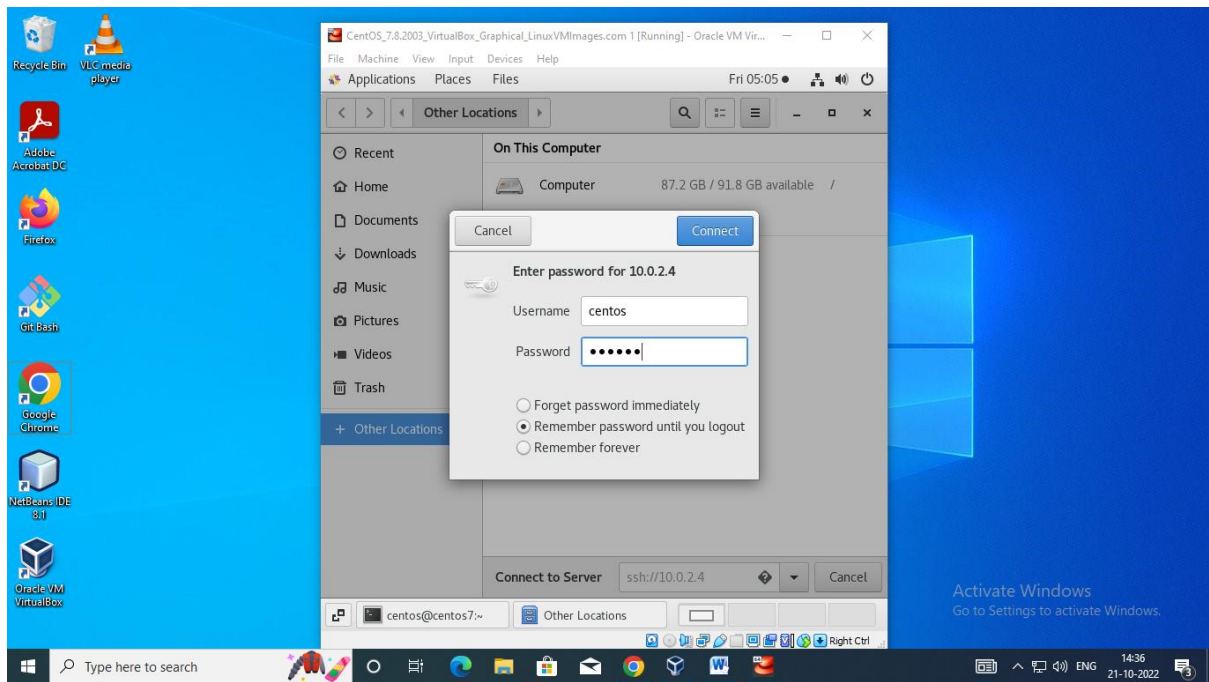 Recycle Bin
VLC media
player
Adobe
Acrobat DC
Firefox
Git Bash
Google
Chrome
NetBeans IDE
8.1
Oracle VM
VirtualBox
CentOS_7.8.2003_VirtualBox_Graphical_LinuxVMImages.com 1 [Running] - Oracle VM Vir...
File Machine View Input Devices Help
Applications Places Files Fri 05:05
Other Locations
Recent
Home
Documents
Downloads
Music
Pictures
Videos
Trash
+ Other Locations
On This Computer
Computer 87.2 GB / 91.8 GB available /
Cancel Connect
Enter password for 10.0.2.4
Username centos
Password ●●●●●●
Forget password immediately
Remember password until you logout
Remember forever
Connect to Server ssh://10.0.2.4 Cancel
centos@centos7:~ Other Locations
Right Ctrl
Activate Windows
Go to Settings to activate Windows.
Type here to search
ENG
14:36
21-10-2022
3